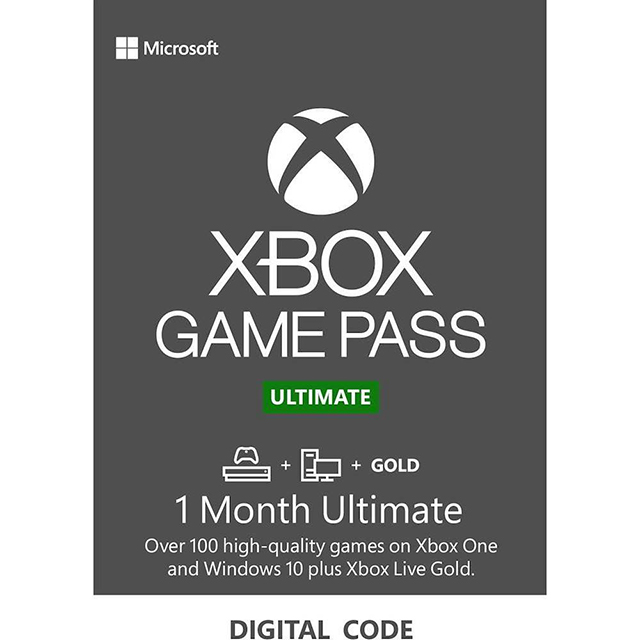 Microsoft
XBOX
GAME PASS
ULTIMATE
+ + GOLD
1 Month Ultimate
Over 100 high-quality games on Xbox One
and Windows 10 plus Xbox Live Gold.
DIGITAL CODE